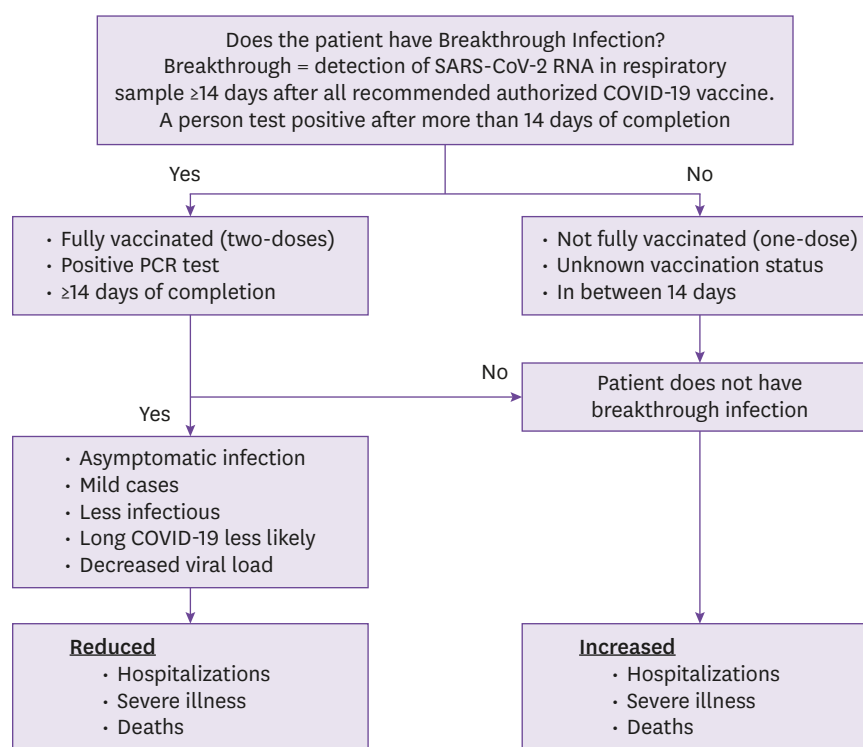 Does the patient have Breakthrough Infection?
Breakthrough = detection of SARS-CoV-2 RNA in respiratory
sample ≥14 days after all recommended authorized COVID-19 vaccine.
A person test positive after more than 14 days of completion
Yes
No
· Fully vaccinated (two-doses)
· Positive PCR test
· ≥14 days of completion
· Not fully vaccinated (one-dose)
· Unknown vaccination status
· In between 14 days
No
Patient does not have
breakthrough infection
Yes
· Asymptomatic infection
· Mild cases
· Less infectious
· Long COVID-19 less likely
· Decreased viral load
Reduced
· Hospitalizations
· Severe illness
· Deaths
Increased
· Hospitalizations
· Severe illness
· Deaths